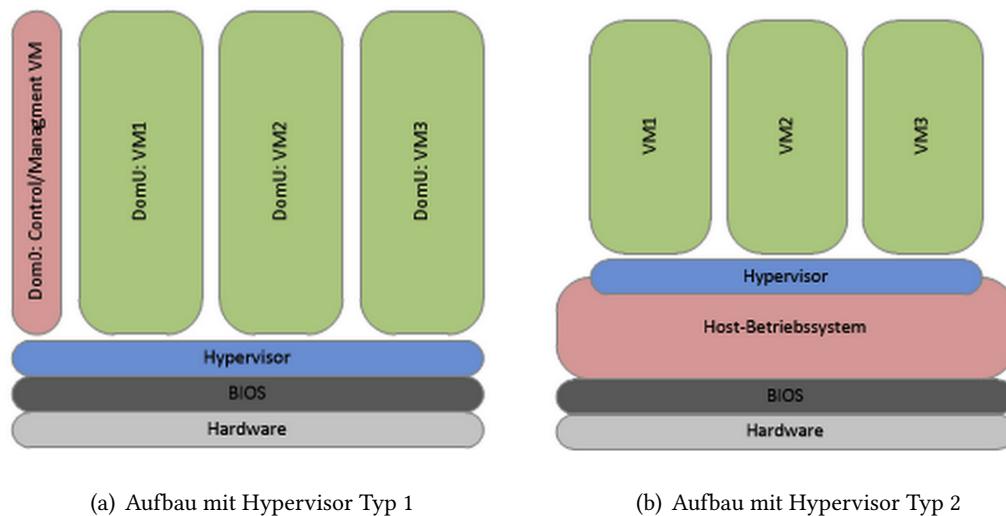 Dom0: Control/Managment VM
DomU: VM1
DomU: VM2
DomU: VM3
Hypervisor
BIOS
Hardware
(a) Aufbau mit Hypervisor Typ 1
VM1
VM2
VM3
Hypervisor
Host-Betriebssystem
BIOS
Hardware
(b) Aufbau mit Hypervisor Typ 2